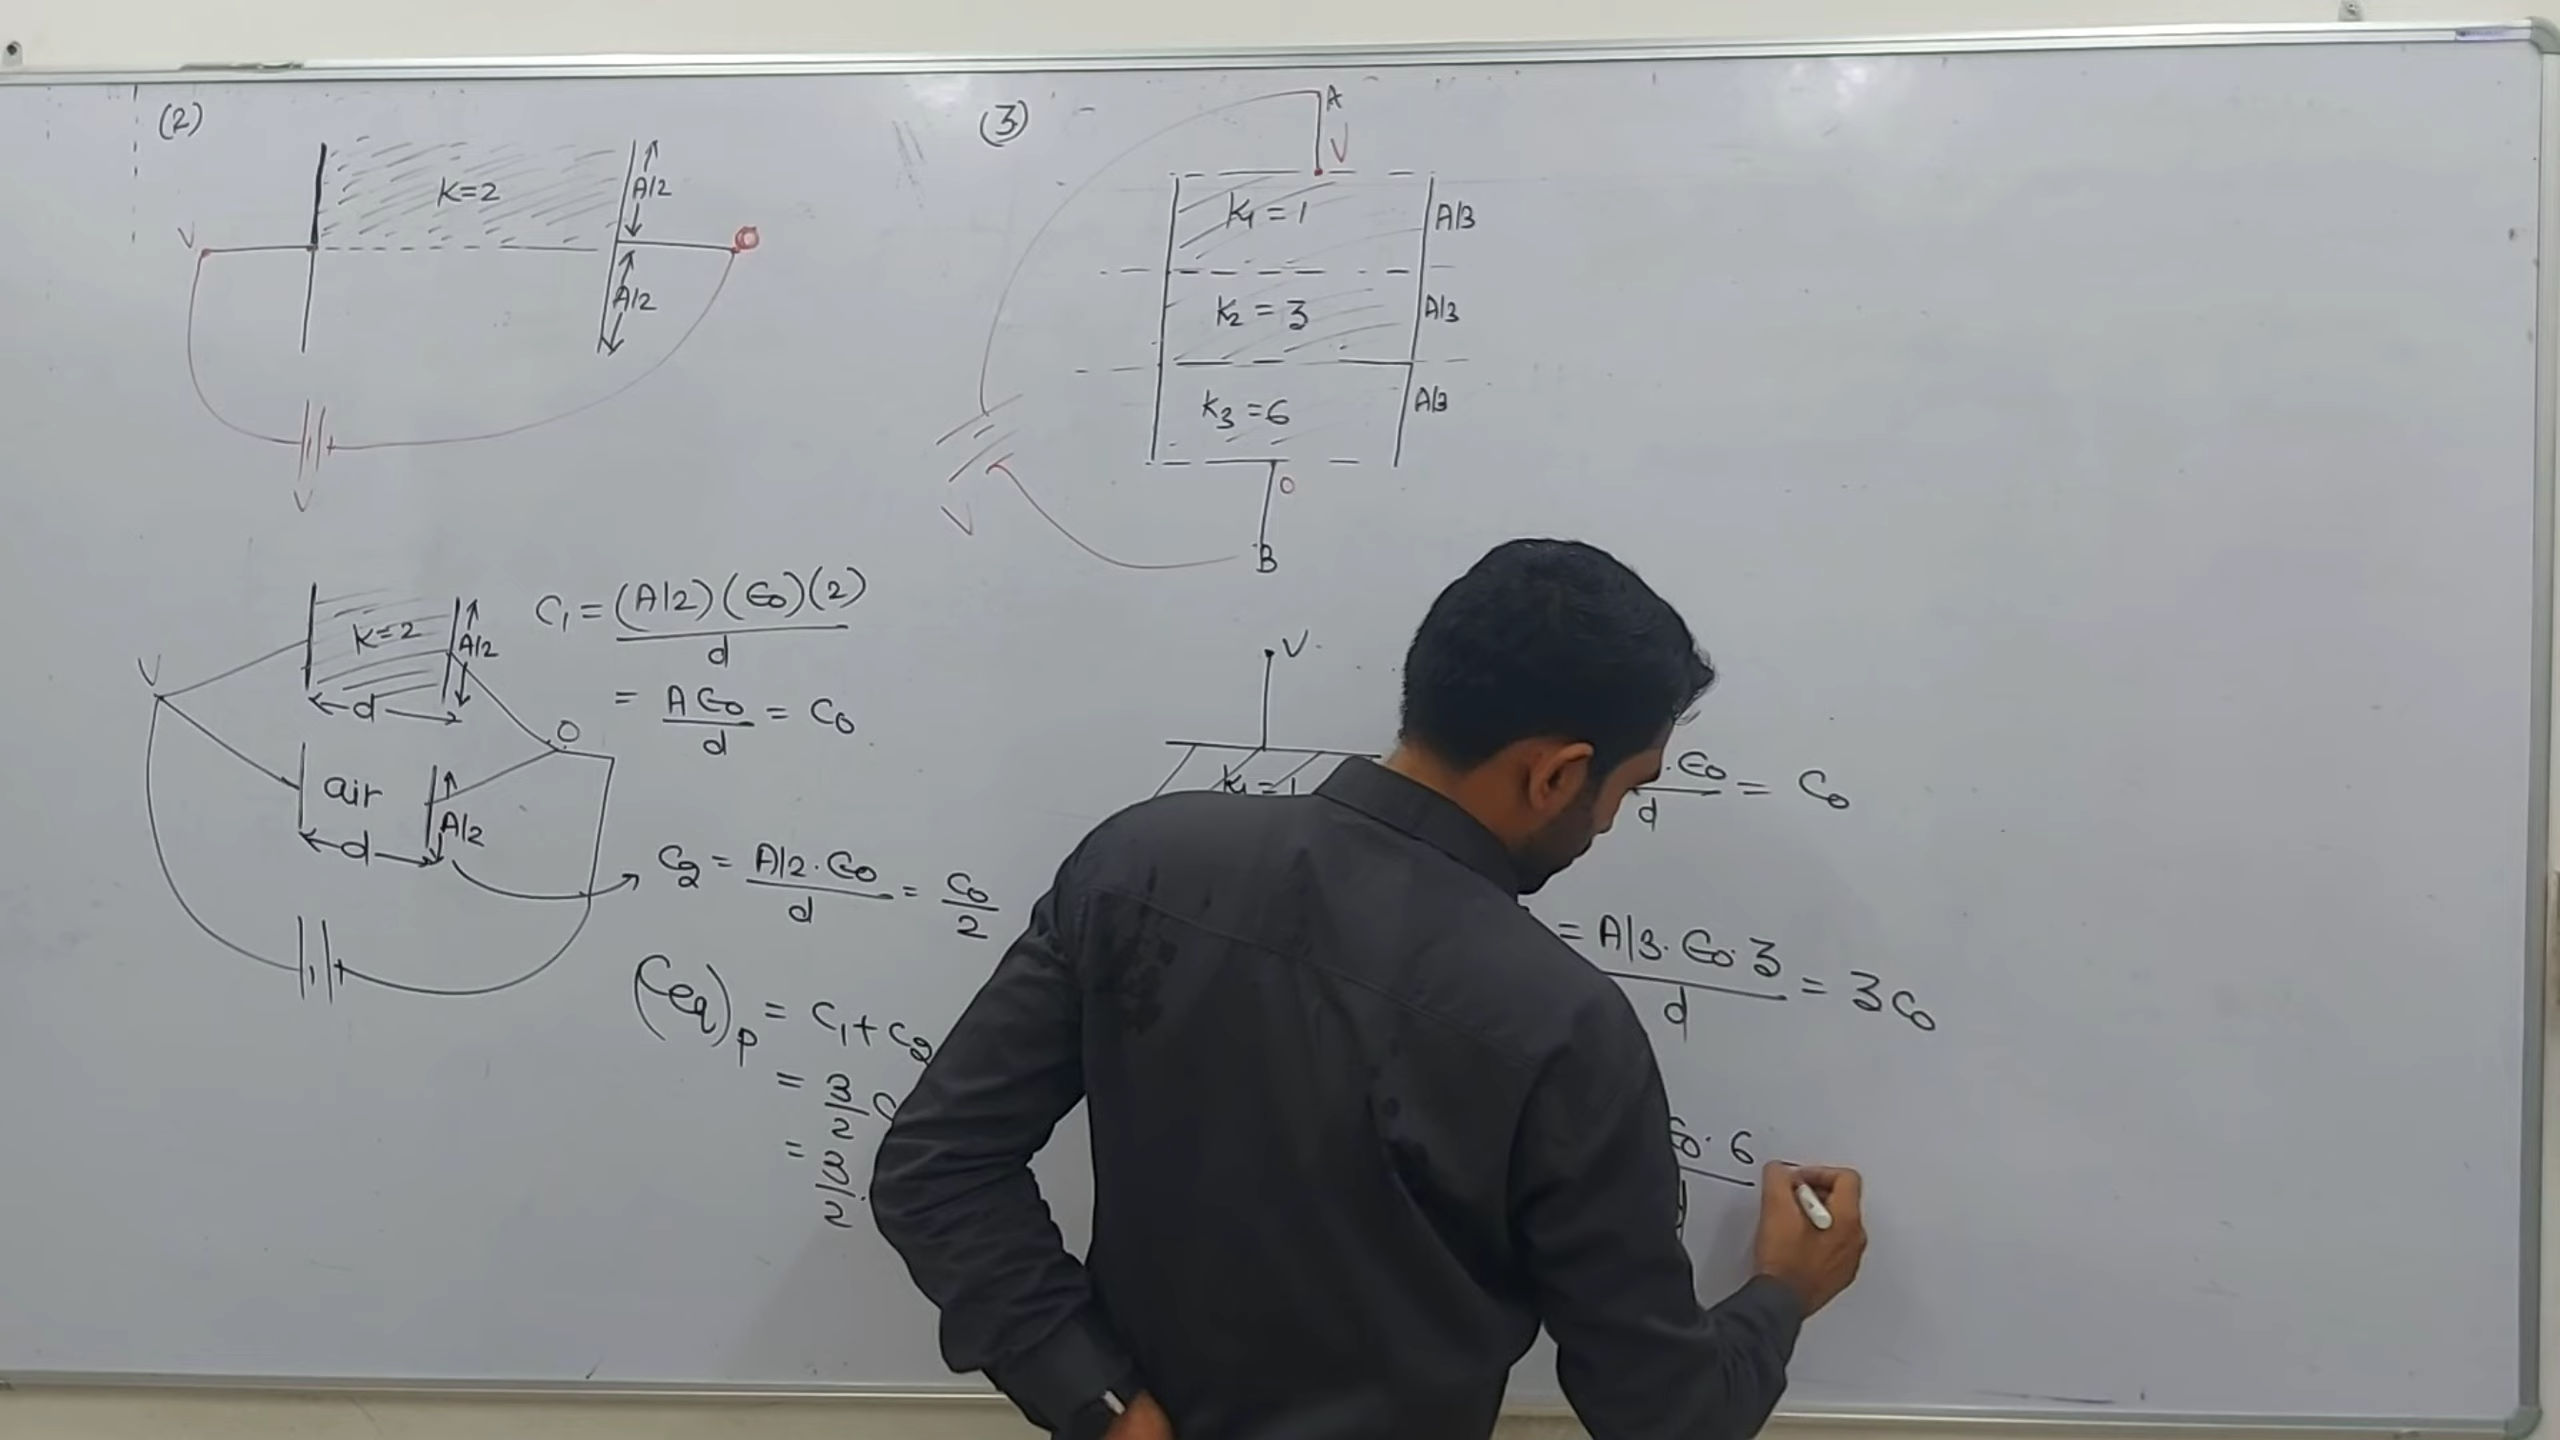 (2)
K=2
A/2
A/2
V
V
K=2
A/2
d
V
O
air
A/2
d
C₁ = (A/2)(ϵ₀)(2)
d
= Aϵ₀ = C₀
d
C₂ = A/2·ϵ₀ = C₀
d 2
(Ceq)p = C₁+C₂
= 3
2
= 3
2
(3)
A
V
K₁ = 1
A/3
K₂ = 3
A/3
K₃ = 6
A/3
O
B
V
V
K₁ = 1
·ϵ₀ = C₀
d
= A/3·ϵ₀·3 = 3C₀
d
ϵ₀·6